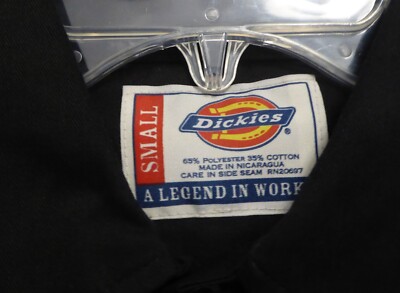 SMALL
Dickies®
65% POLYESTER 35% COTTON
MADE IN NICARAGUA
CARE IN SIDE SEAM RN20697
A LEGEND IN WORK